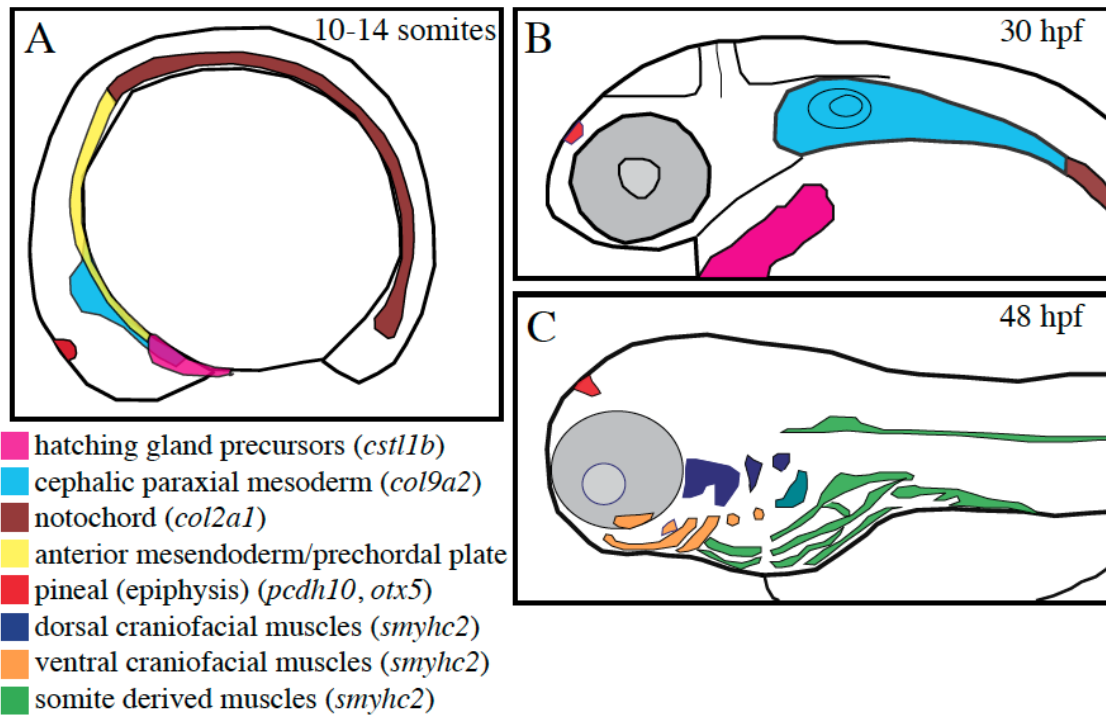 A
10-14 somites
B
30 hpf
C
48 hpf
hatching gland precursors (cstl1b)
cephalic paraxial mesoderm (col9a2)
notochord (col2a1)
anterior mesendoderm/prechordal plate
pineal (epiphysis) (pcdh10, otx5)
dorsal craniofacial muscles (smyhc2)
ventral craniofacial muscles (smyhc2)
somite derived muscles (smyhc2)